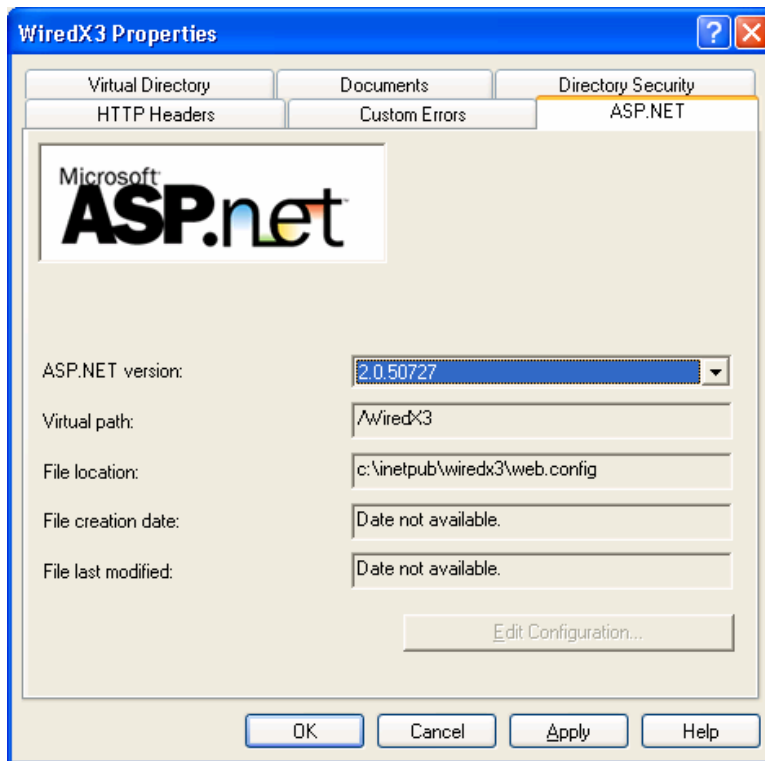 WiredX3 Properties
Virtual Directory Documents Directory Security
HTTP Headers Custom Errors ASP.NET
Microsoft
ASP.net
ASP.NET version: 2.0.50727
Virtual path: /WiredX3
File location: c:\inetpub\wiredx3\web.config
File creation date: Date not available.
File last modified: Date not available.
Edit Configuration...
OK Cancel Apply Help